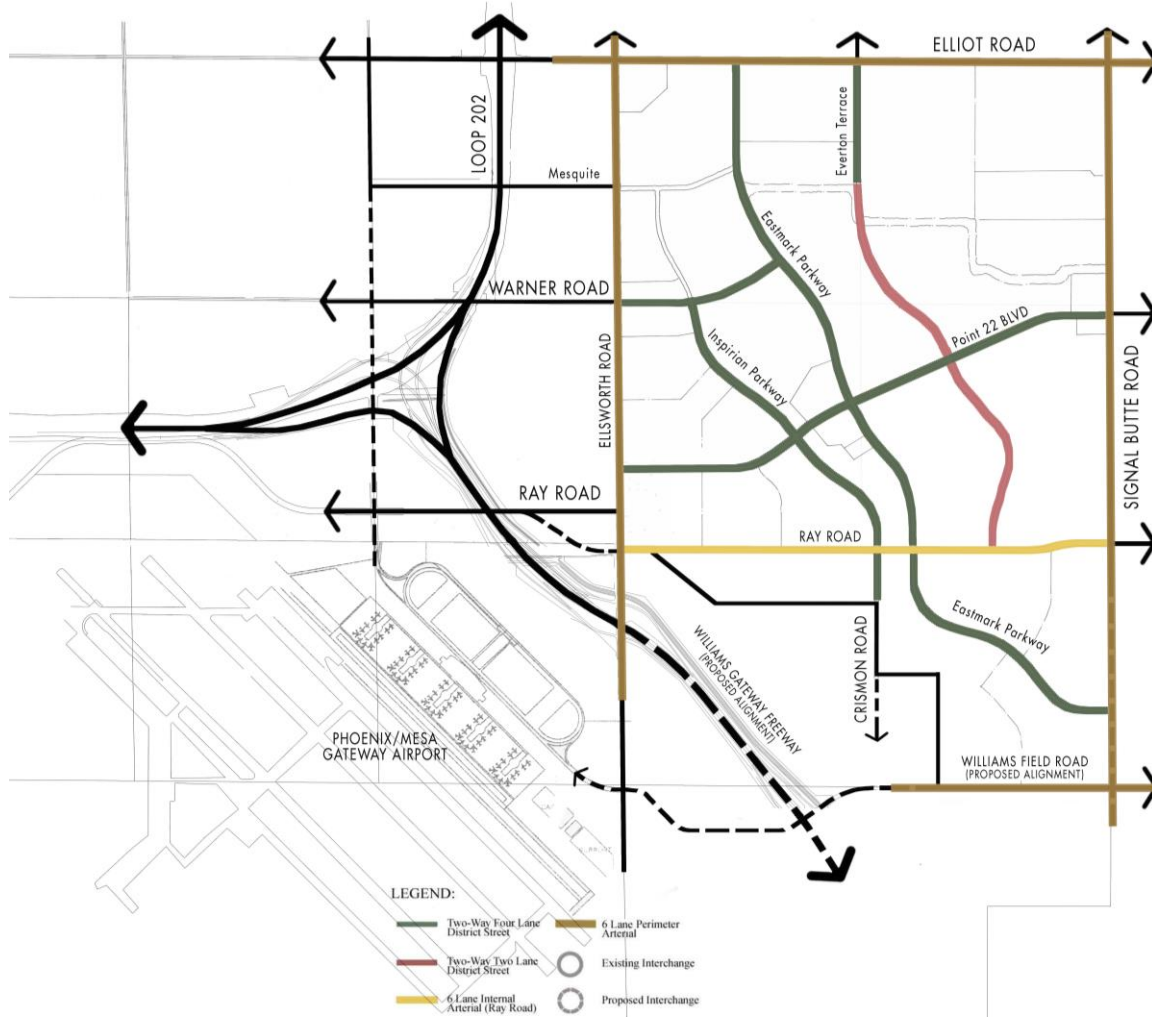 ELLIOT ROAD
LOOP 202
Everton Terrace
Mesquite
Eastmark Parkway
WARNER ROAD
Point 22 BLVD
Inspirian Parkway
ELLSWORTH ROAD
SIGNAL BUTTE ROAD
RAY ROAD
RAY ROAD
Eastmark Parkway
WILLIAMS GATEWAY FREEWAY
(PROPOSED ALIGNMENT)
CRISMON ROAD
PHOENIX/MESA
GATEWAY AIRPORT
WILLIAMS FIELD ROAD
(PROPOSED ALIGNMENT)
LEGEND:
Two-Way Four Lane
District Street
6 Lane Perimeter
Arterial
Two-Way Two Lane
District Street
Existing Interchange
6 Lane Internal
Arterial (Ray Road)
Proposed Interchange